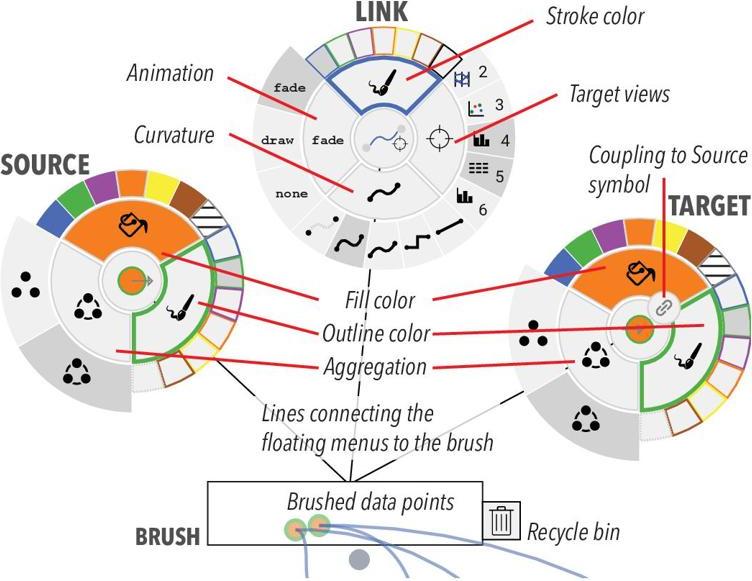 LINK
Stroke color
Animation
fade
2
3
Target views
draw
fade
4
Curvature
none
5
6
SOURCE
Coupling to Source
symbol
TARGET
Fill color
Outline color
Aggregation
Lines connecting the
floating menus to the brush
Brushed data points
BRUSH
Recycle bin